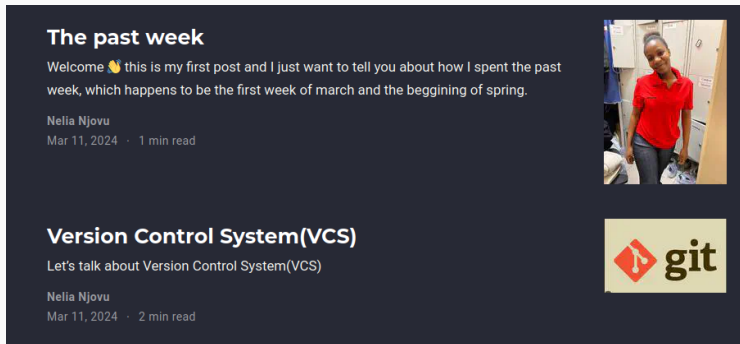 The past week
Welcome 👋 this is my first post and I just want to tell you about how I spent the past
week, which happens to be the first week of march and the beggining of spring.
Nelia Njovu
Mar 11, 2024 · 1 min read
Version Control System(VCS)
Let's talk about Version Control System(VCS)
Nelia Njovu
Mar 11, 2024 · 2 min read
git